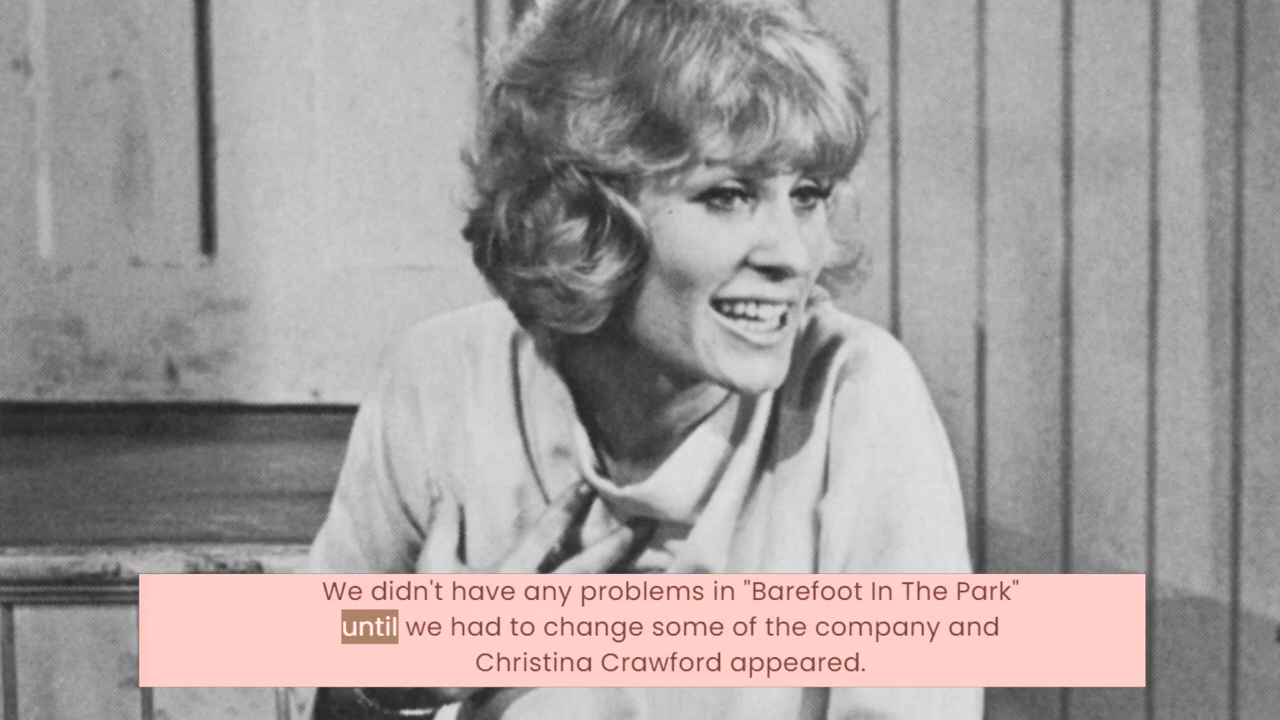 We didn't have any problems in "Barefoot In The Park"
until we had to change some of the company and
Christina Crawford appeared.